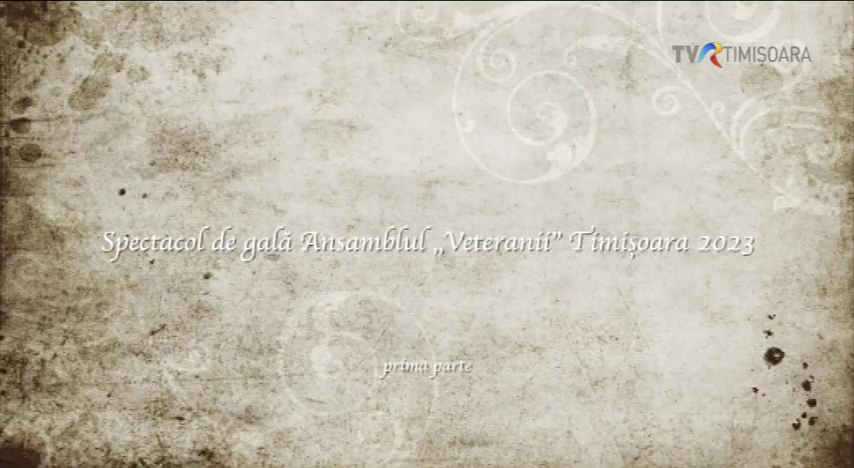 TVR TIMIȘOARA
Spectacol de gală Ansamblul „Veteranii” Timișoara 2023
prima parte